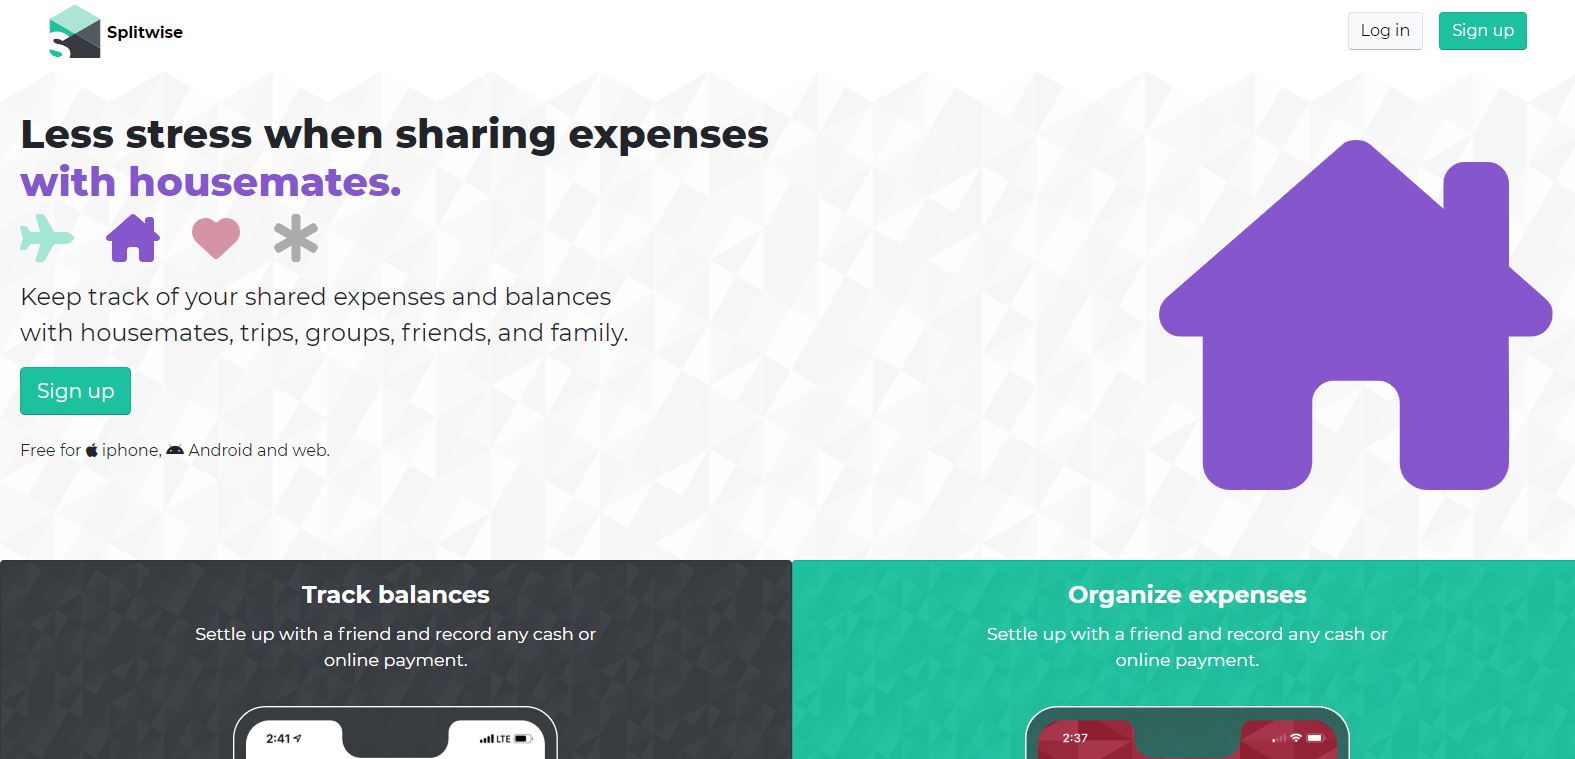 Splitwise
Log in
Sign up
Less stress when sharing expenses
with housemates.
Keep track of your shared expenses and balances
with housemates, trips, groups, friends, and family.
Sign up
Free for iphone, Android and web.
Track balances
Settle up with a friend and record any cash or
online payment.
2:41
LTE
Organize expenses
Settle up with a friend and record any cash or
online payment.
2:37